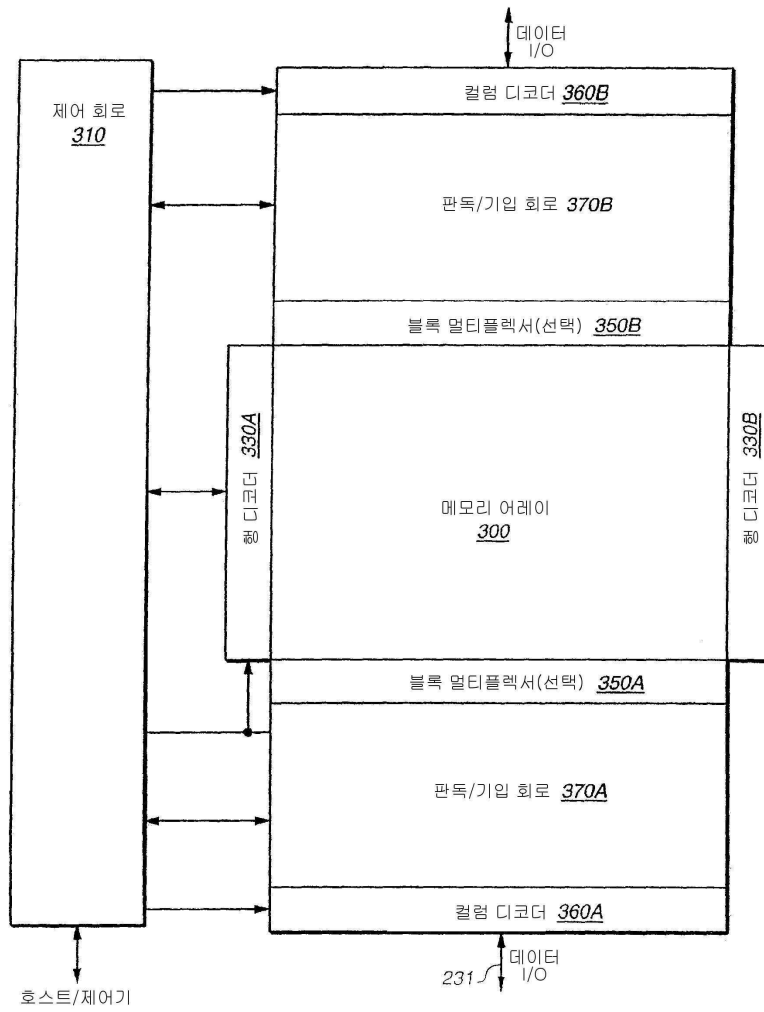 데이터
I/O
제어 회로
310
컬럼 디코더 360B
판독/기입 회로 370B
블록 멀티플렉서(선택) 350B
행 디코더 330A
메모리 어레이
300
행 디코더 330B
블록 멀티플렉서(선택) 350A
판독/기입 회로 370A
컬럼 디코더 360A
231
데이터
I/O
호스트/제어기